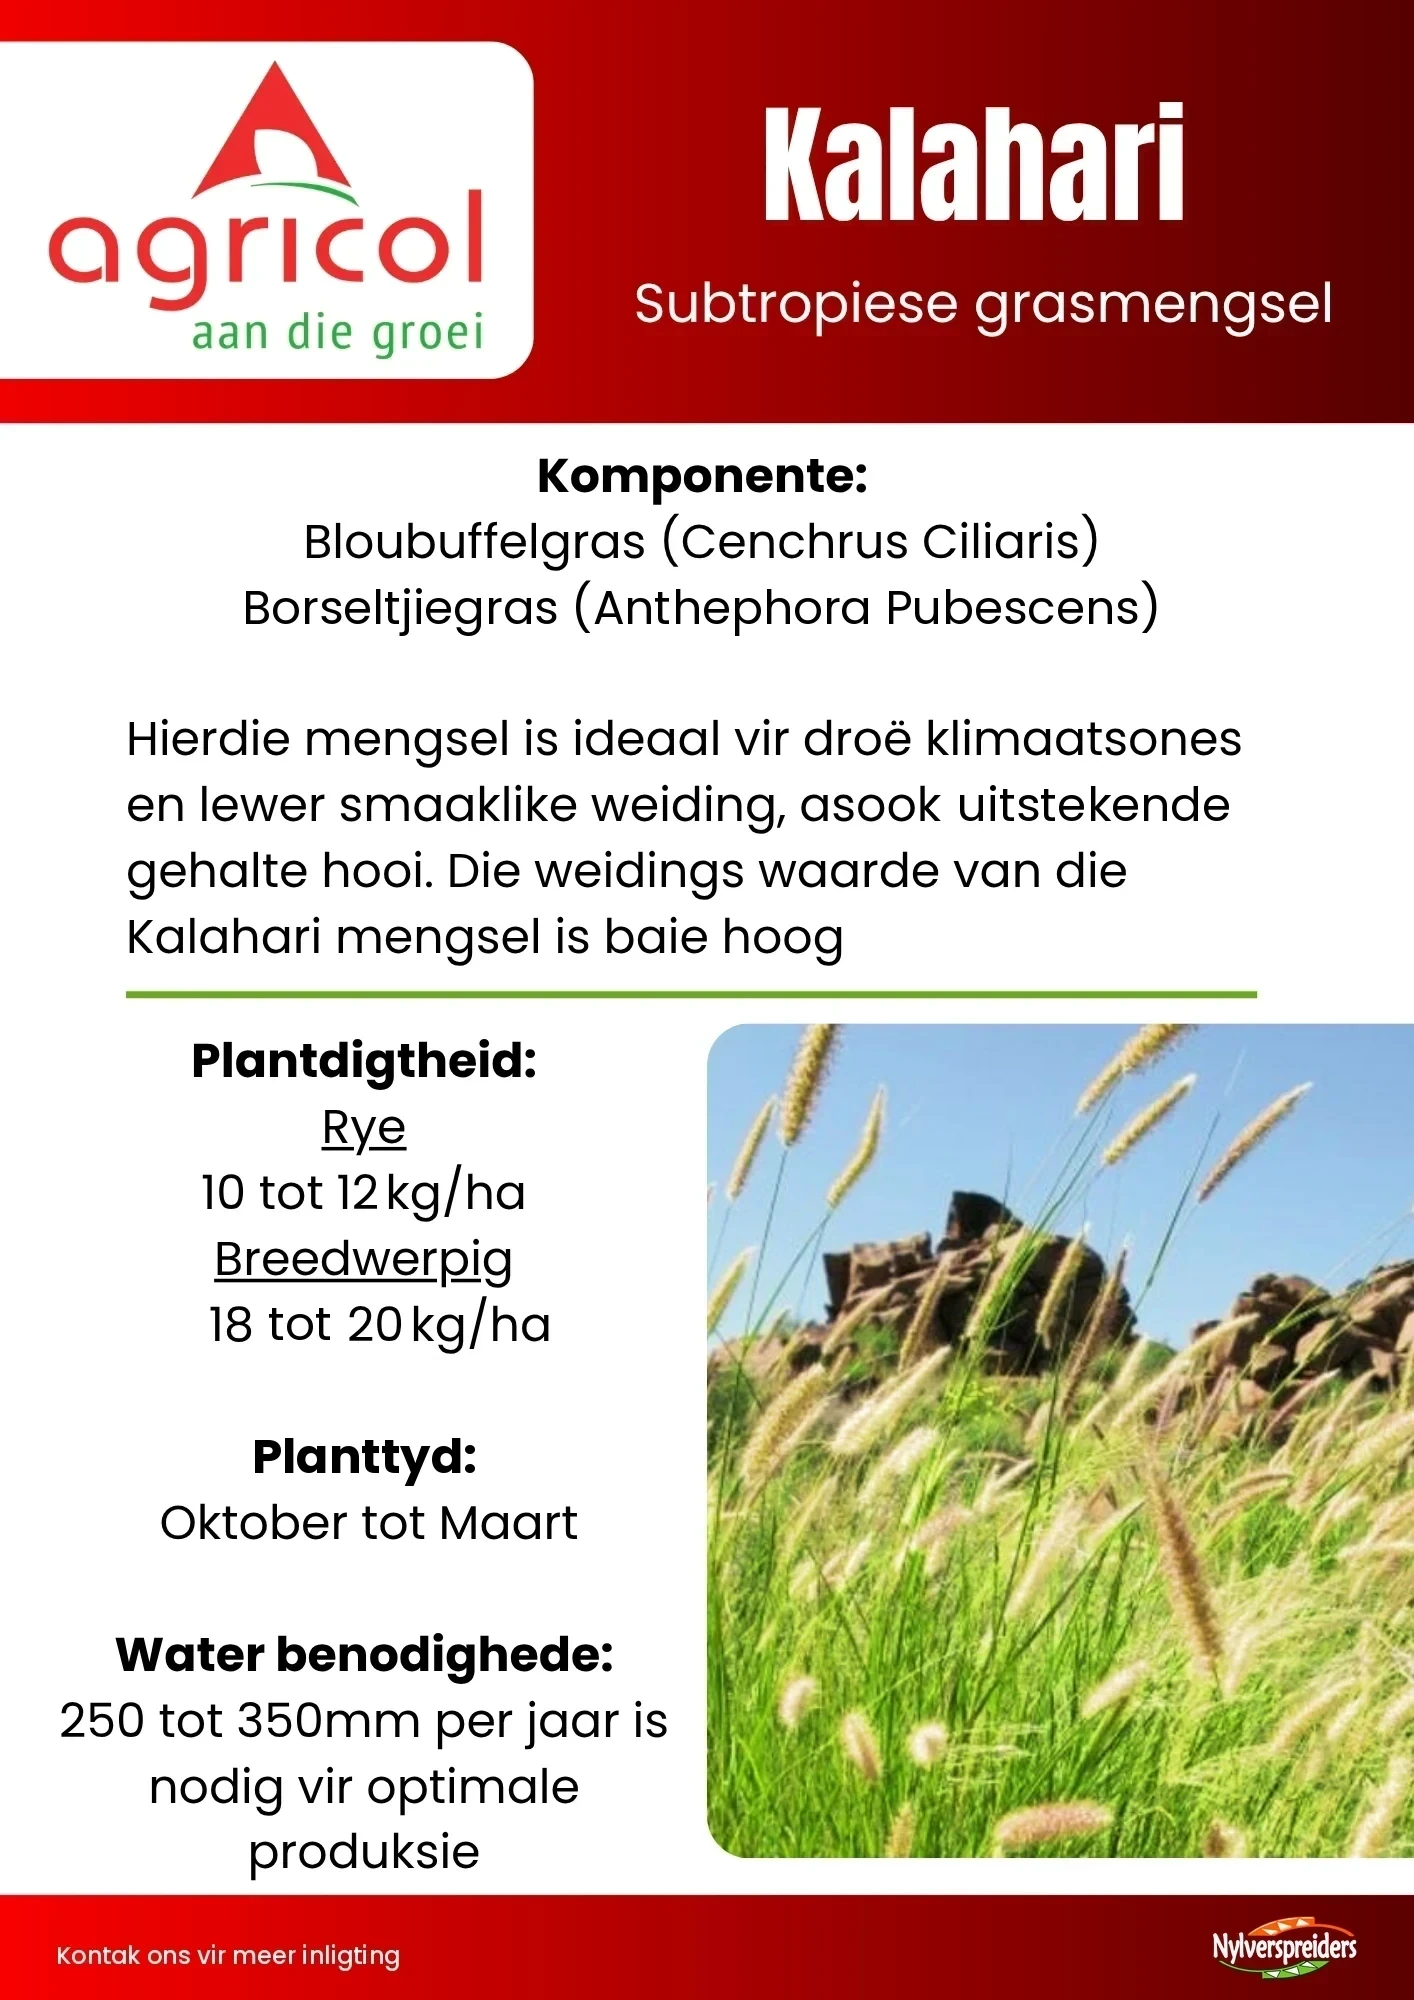 agricol
aan die groei
Kalahari
Subtropiese grasmengsel
Komponente:
Bloubuffelgras (Cenchrus Ciliaris)
Borseltjiegras (Anthephora Pubescens)
Hierdie mengsel is ideaal vir droë klimaatsones
en lewer smaaklike weiding, asook uitstekende
gehalte hooi. Die weidings waarde van die
Kalahari mengsel is baie hoog
Plantdigtheid:
Rye
10 tot 12 kg/ha
Breedwerpig
18 tot 20 kg/ha
Planttyd:
Oktober tot Maart
Water benodighede:
250 tot 350mm per jaar is
nodig vir optimale
produksie
Kontak ons vir meer inligting
Nylverspreiders